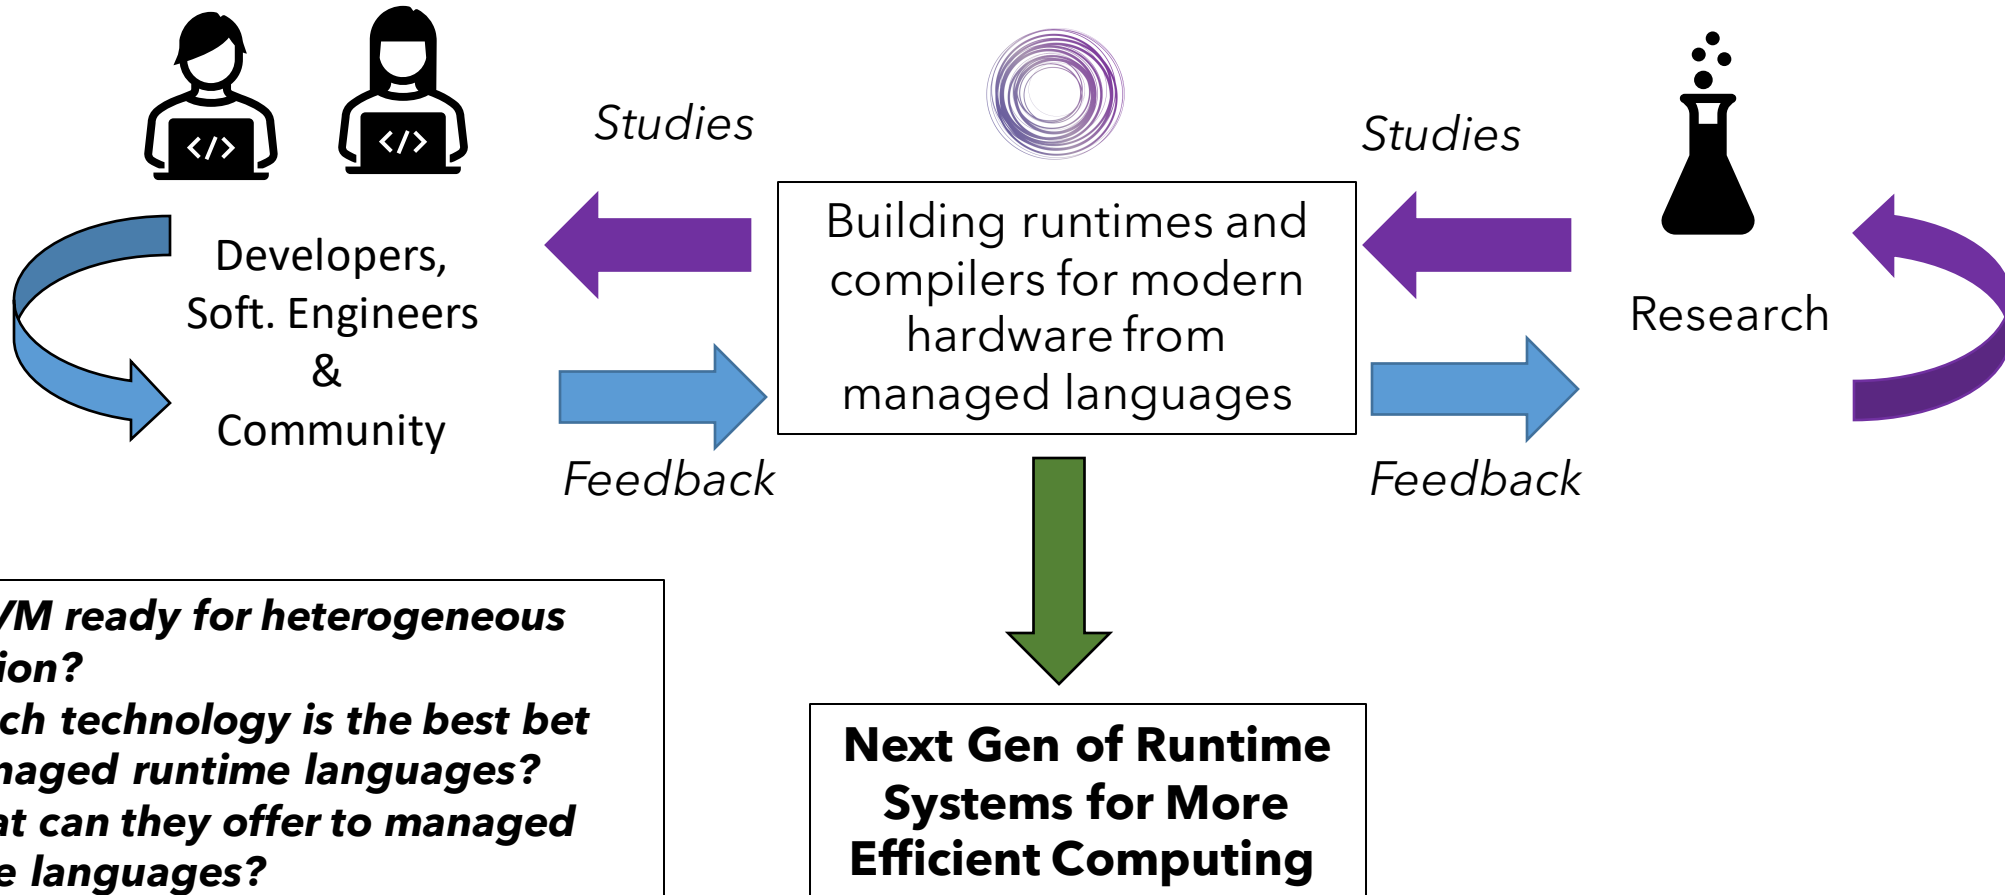 </>
</>
Studies
Studies
Building runtimes and
compilers for modern
hardware from
managed languages
Developers,
Soft. Engineers
&
Community
Research
Feedback
Feedback
VM ready for heterogeneous
ion?
ch technology is the best bet
naged runtime languages?
at can they offer to managed
e languages?
Next Gen of Runtime
Systems for More
Efficient Computing